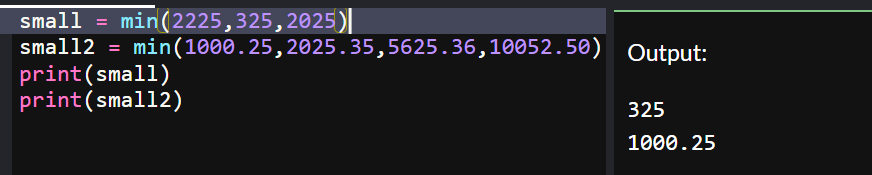 small = min(2225,325,2025)
small2 = min(1000.25,2025.35,5625.36,10052.50)
print(small)
print(small2)
Output:
325
1000.25